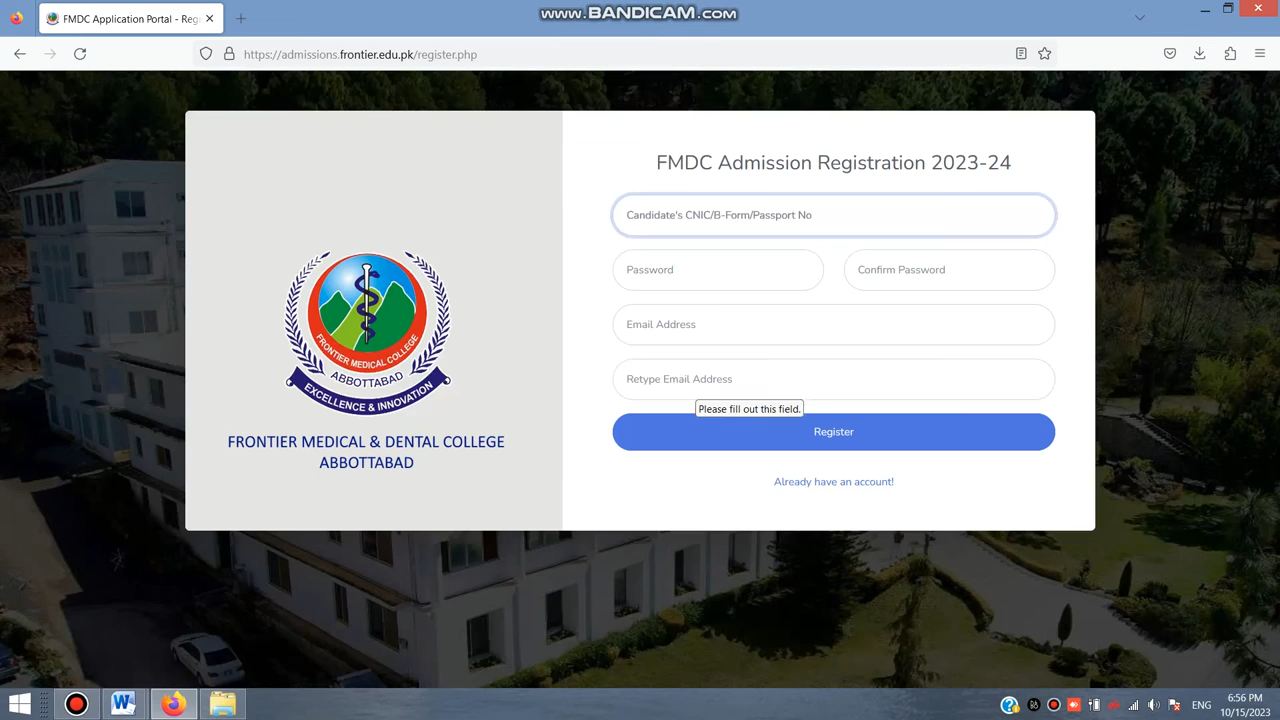 FMDC Application Portal - Reg
www.BANDICAM.com
https://admissions.frontier.edu.pk/register.php
FMDC Admission Registration 2023-24
Candidate's CNIC/B-Form/Passport No
Password
Confirm Password
Email Address
Retype Email Address
Please fill out this field.
Register
Already have an account!
FRONTIER MEDICAL COLLEGE
ABBOTTABAD
EXCELLENCE & INNOVATION
FRONTIER MEDICAL & DENTAL COLLEGE
ABBOTTABAD
ENG
6:56 PM
10/15/2023